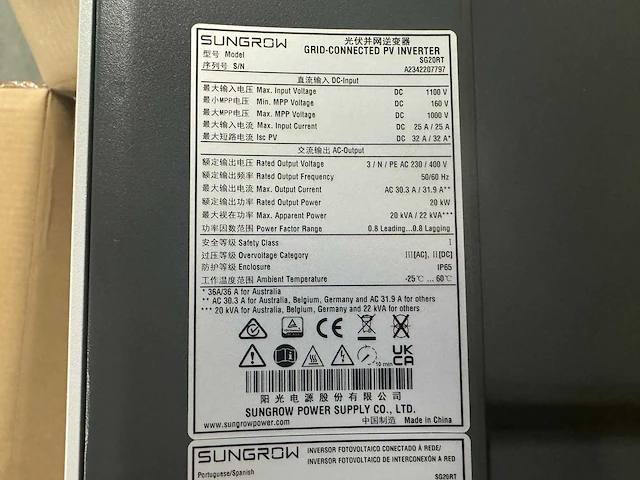 SUNGROW 光伏并网逆变器
GRID-CONNECTED PV INVERTER
型号 Model SG20RT
序列号 S/N A2342207797
直流输入 DC-Input
最大输入电压 Max. Input Voltage DC 1100 V
最小MPP电压 Min. MPP Voltage DC 160 V
最大MPP电压 Max. MPP Voltage DC 1000 V
最大输入电流 Max. Input Current DC 25 A / 25 A
最大短路电流 Isc PV DC 32 A / 32 A*
交流输出 AC-Output
额定输出电压 Rated Output Voltage 3 / N / PE AC 230 / 400 V
额定输出频率 Rated Output Frequency 50/60 Hz
最大输出电流 Max. Output Current AC 30.3 A / 31.9 A**
额定输出功率 Rated Output Power 20 kW
最大视在功率 Max. Apparent Power 20 kVA / 22 kVA***
功率因数范围 Power Factor Range 0.8 Leading...0.8 Lagging
安全等级 Safety Class I
过压等级 Overvoltage Category III[AC], II[DC]
防护等级 Enclosure IP65
工作温度范围 Ambient Temperature -25℃ ... 60℃
* 36A/36 A for Australia
** AC 30.3 A for Australia, Belgium, Germany and AC 31.9 A for others
*** 20 kVA for Australia, Belgium, Germany and 22 kVA for others
CE
10 min
UK CA
阳光电源股份有限公司
SUNGROW POWER SUPPLY CO., LTD.
www.sungrowpower.com 中国制造 Made in China
SUNGROW INVERSOR FOTOVOLTAICO CONECTADO À REDE/
INVERSOR FOTOVOLTAICO DE INTERCONEXIÓN A RED
Portuguese/Spanish SG20RT